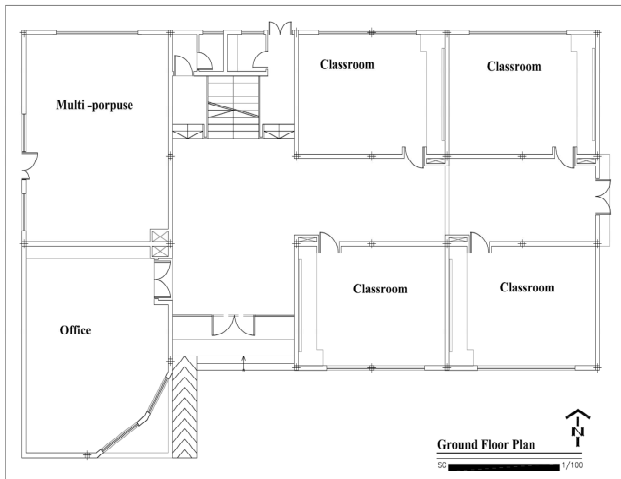 Classroom
Classroom
Multi -porpuse
Classroom
Classroom
Office
N
Ground Floor Plan
SC 1/100